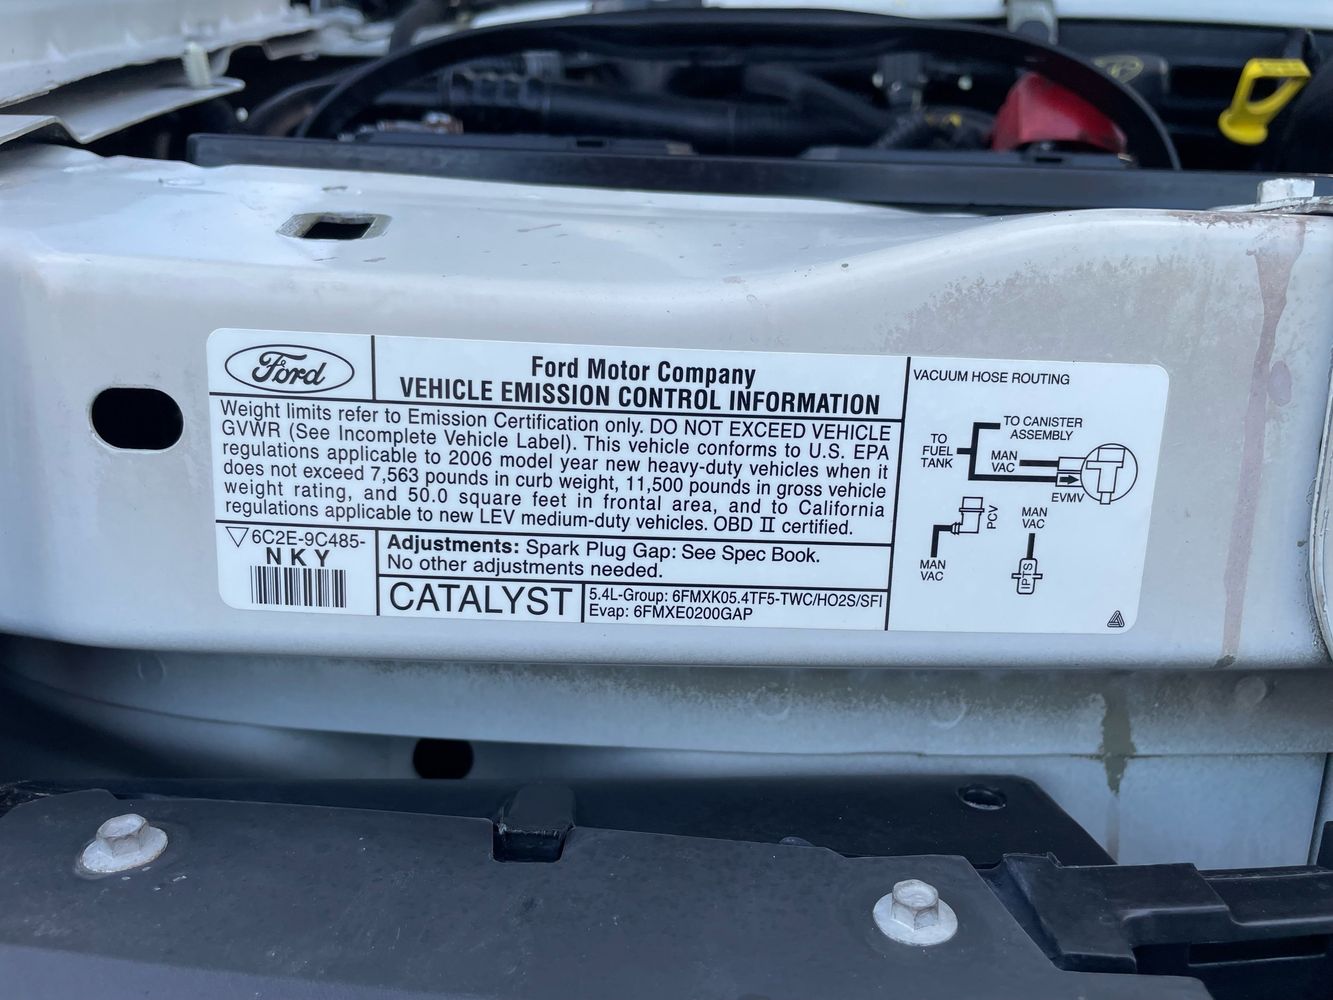 Ford
Ford Motor Company
VEHICLE EMISSION CONTROL INFORMATION
Weight limits refer to Emission Certification only. DO NOT EXCEED VEHICLE
GVWR (See Incomplete Vehicle Label). This vehicle conforms to U.S. EPA
regulations applicable to 2006 model year new heavy-duty vehicles when it
does not exceed 7,563 pounds in curb weight, 11,500 pounds in gross vehicle
weight rating, and 50.0 square feet in frontal area, and to California
regulations applicable to new LEV medium-duty vehicles. OBD II certified.
6C2E-9C485-
NKY
Adjustments: Spark Plug Gap: See Spec Book.
No other adjustments needed.
CATALYST
5.4L-Group: 6FMXK05.4TF5-TWC/HO2S/SFI
Evap: 6FMXE0200GAP
VACUUM HOSE ROUTING
TO CANISTER
ASSEMBLY
TO
FUEL
TANK
MAN
VAC
EVMV
PCV
MAN
VAC
MAN
VAC
IPTS